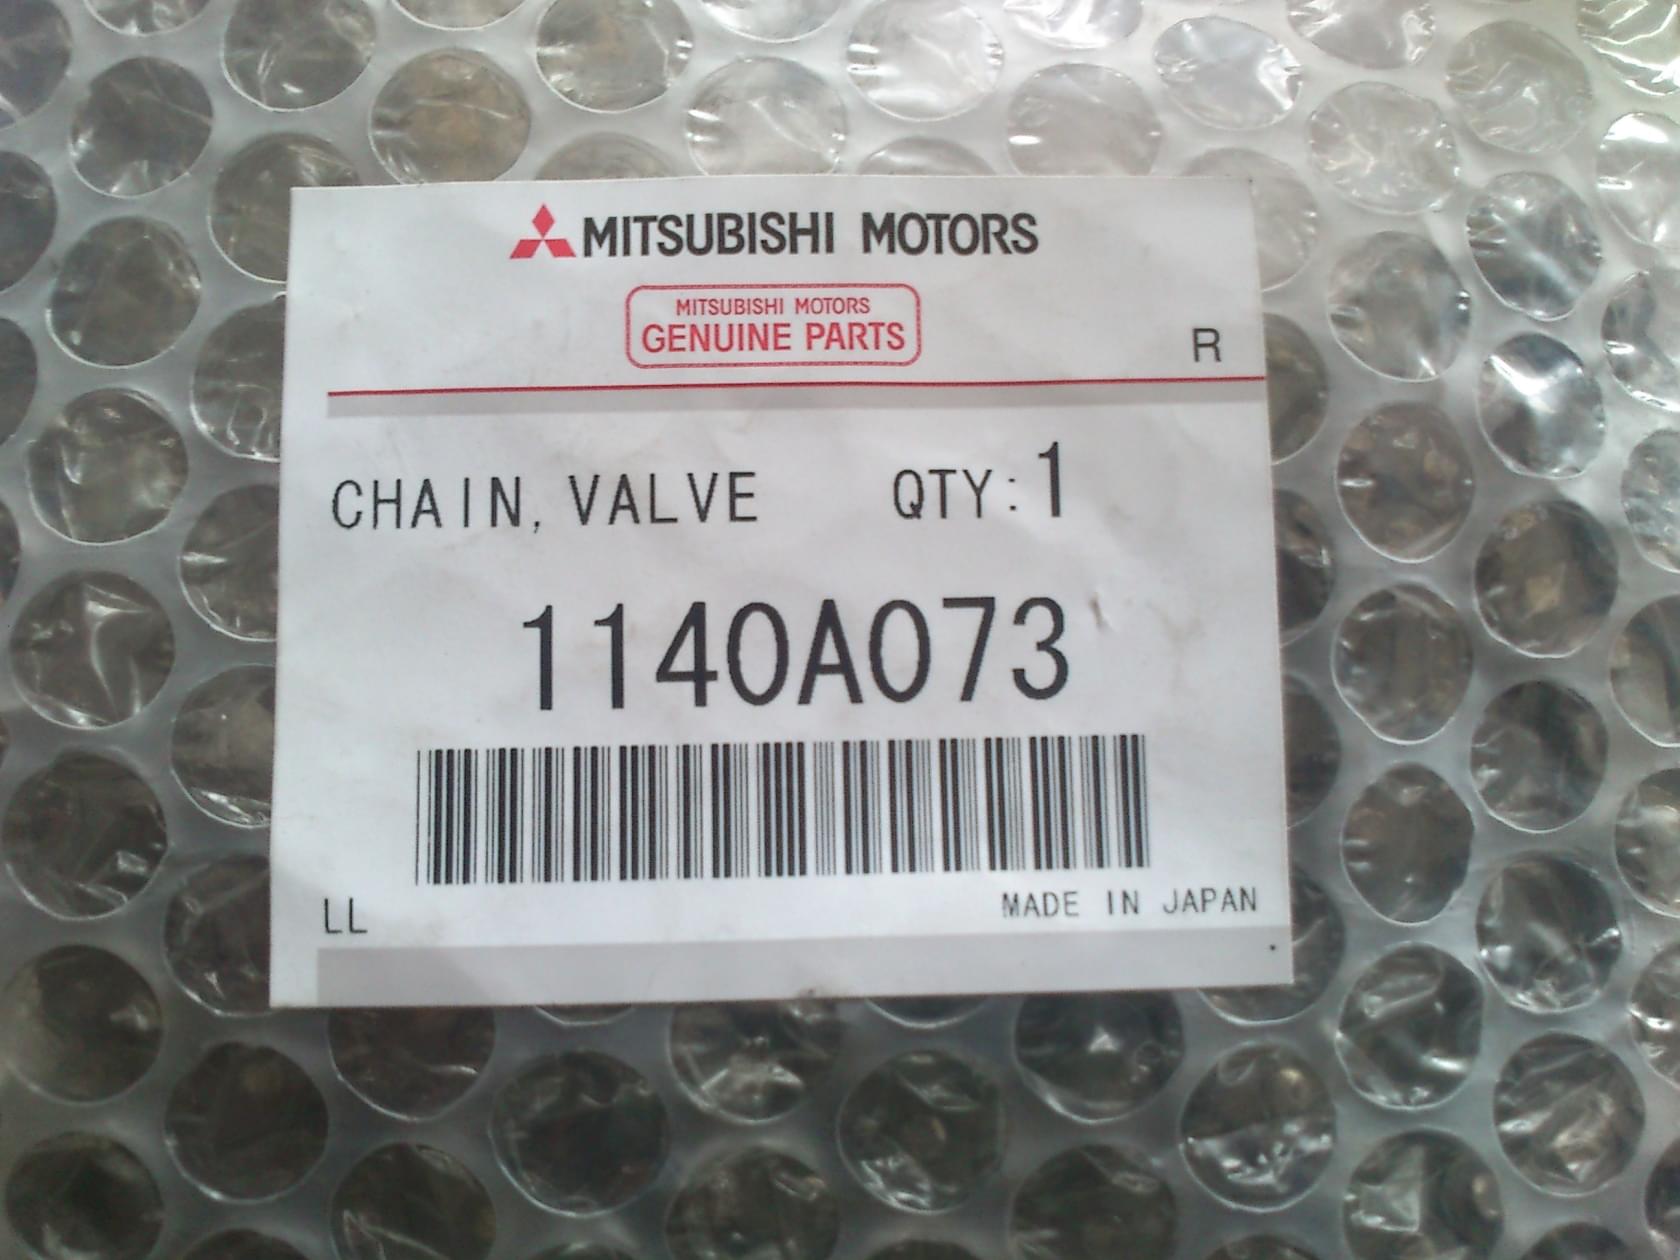 MITSUBISHI MOTORS
MITSUBISHI MOTORS
GENUINE PARTS
R
CHAIN, VALVE QTY:1
1140A073
LL
MADE IN JAPAN